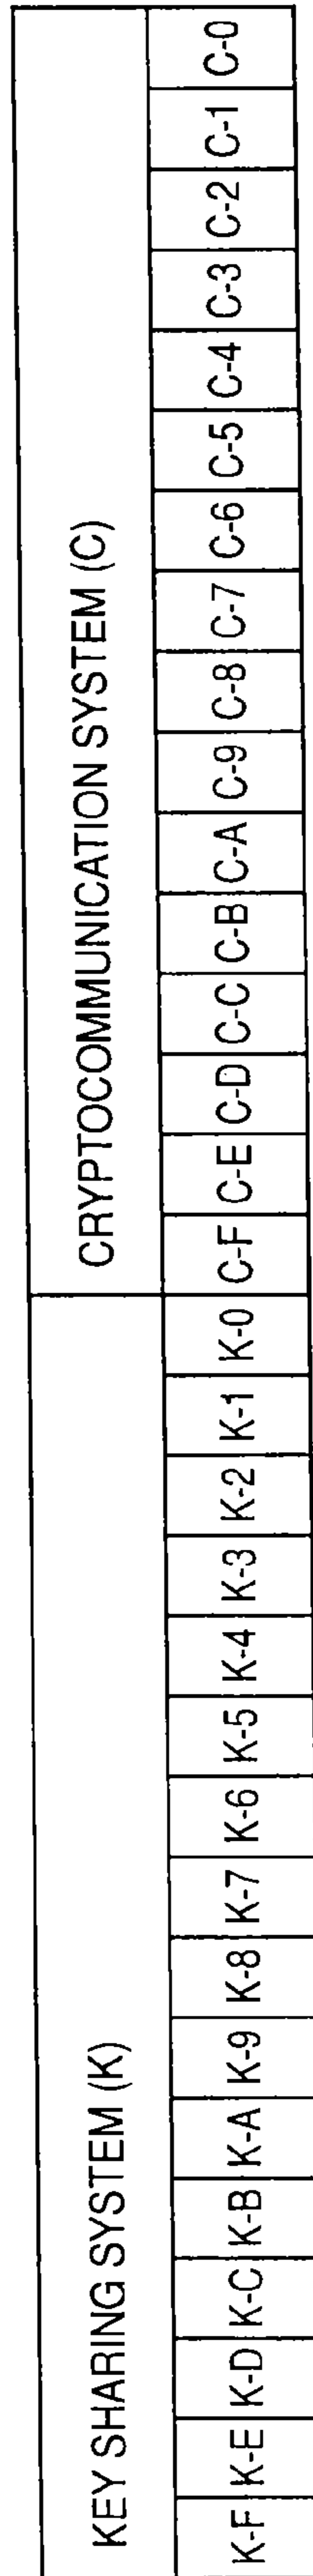 KEY SHARING SYSTEM (K) CRYPTOCOMMUNICATION SYSTEM (C)
K-F K-E K-D K-C K-B K-A K-9 K-8 K-7 K-6 K-5 K-4 K-3 K-2 K-1 K-0 C-F C-E C-D C-C C-B C-A C-9 C-8 C-7 C-6 C-5 C-4 C-3 C-2 C-1 C-0